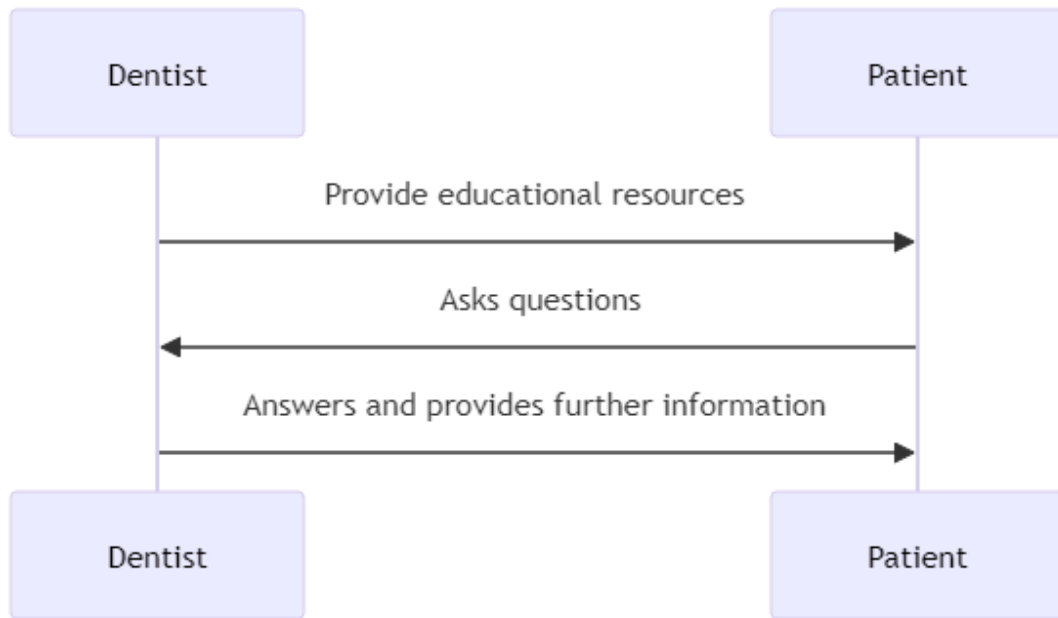 Dentist
Patient
Provide educational resources
Asks questions
Answers and provides further information
Dentist
Patient